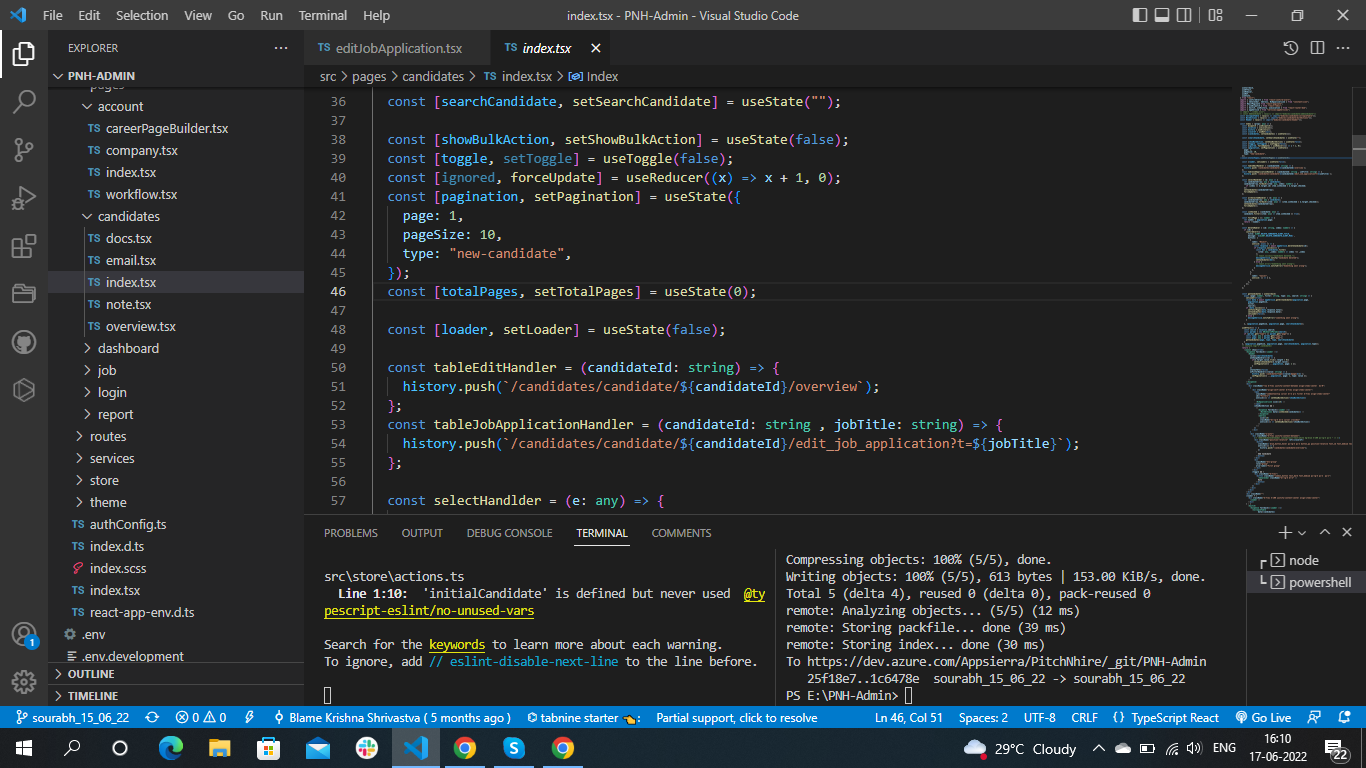 File Edit Selection View Go Run Terminal Help index.tsx - PNH-Admin - Visual Studio Code
EXPLORER
PNH-ADMIN
pages
account
TS careerPageBuilder.tsx
TS company.tsx
TS index.tsx
TS workflow.tsx
candidates
TS docs.tsx
TS email.tsx
TS index.tsx
TS note.tsx
TS overview.tsx
dashboard
job
login
report
routes
services
store
theme
TS authConfig.ts
TS index.d.ts
index.scss
TS index.tsx
TS react-app-env.d.ts
.env
.env.development
OUTLINE
TIMELINE
TS editJobApplication.tsx TS index.tsx
src > pages > candidates > TS index.tsx > Index
36 const [searchCandidate, setSearchCandidate] = useState("");
37
38 const [showBulkAction, setShowBulkAction] = useState(false);
39 const [toggle, setToggle] = useToggle(false);
40 const [ignored, forceUpdate] = useReducer((x) => x + 1, 0);
41 const [pagination, setPagination] = useState({
42 page: 1,
43 pageSize: 10,
44 type: "new-candidate",
45 });
46 const [totalPages, setTotalPages] = useState(0);
47
48 const [loader, setLoader] = useState(false);
49
50 const tableEditHandler = (candidateId: string) => {
51 history.push(`/candidates/candidate/${candidateId}/overview`);
52 };
53 const tableJobApplicationHandler = (candidateId: string , jobTitle: string) => {
54 history.push(`/candidates/candidate/${candidateId}/edit_job_application?t=${jobTitle}`);
55 };
56
57 const selectHandlder = (e: any) => {
PROBLEMS OUTPUT DEBUG CONSOLE TERMINAL COMMENTS
src\store\actions.ts
Line 1:10: 'initialCandidate' is defined but never used @ty
pescript-eslint/no-unused-vars
Search for the keywords to learn more about each warning.
To ignore, add // eslint-disable-next-line to the line before.
Compressing objects: 100% (5/5), done.
Writing objects: 100% (5/5), 613 bytes | 153.00 KiB/s, done.
Total 5 (delta 4), reused 0 (delta 0), pack-reused 0
remote: Analyzing objects... (5/5) (12 ms)
remote: Storing packfile... done (39 ms)
remote: Storing index... done (30 ms)
To https://dev.azure.com/Appsierra/PitchNhire/_git/PNH-Admin
25f18e7..1c6478e sourabh_15_06_22 -> sourabh_15_06_22
PS E:\PNH-Admin>
node
powershell
1
sourabh_15_06_22 0 0 Blame Krishna Shrivastva ( 5 months ago ) tabnine starter Partial support, click to resolve Ln 46, Col 51 Spaces: 2 UTF-8 CRLF {} TypeScript React Go Live
29°C Cloudy ENG 16:10
17-06-2022 22